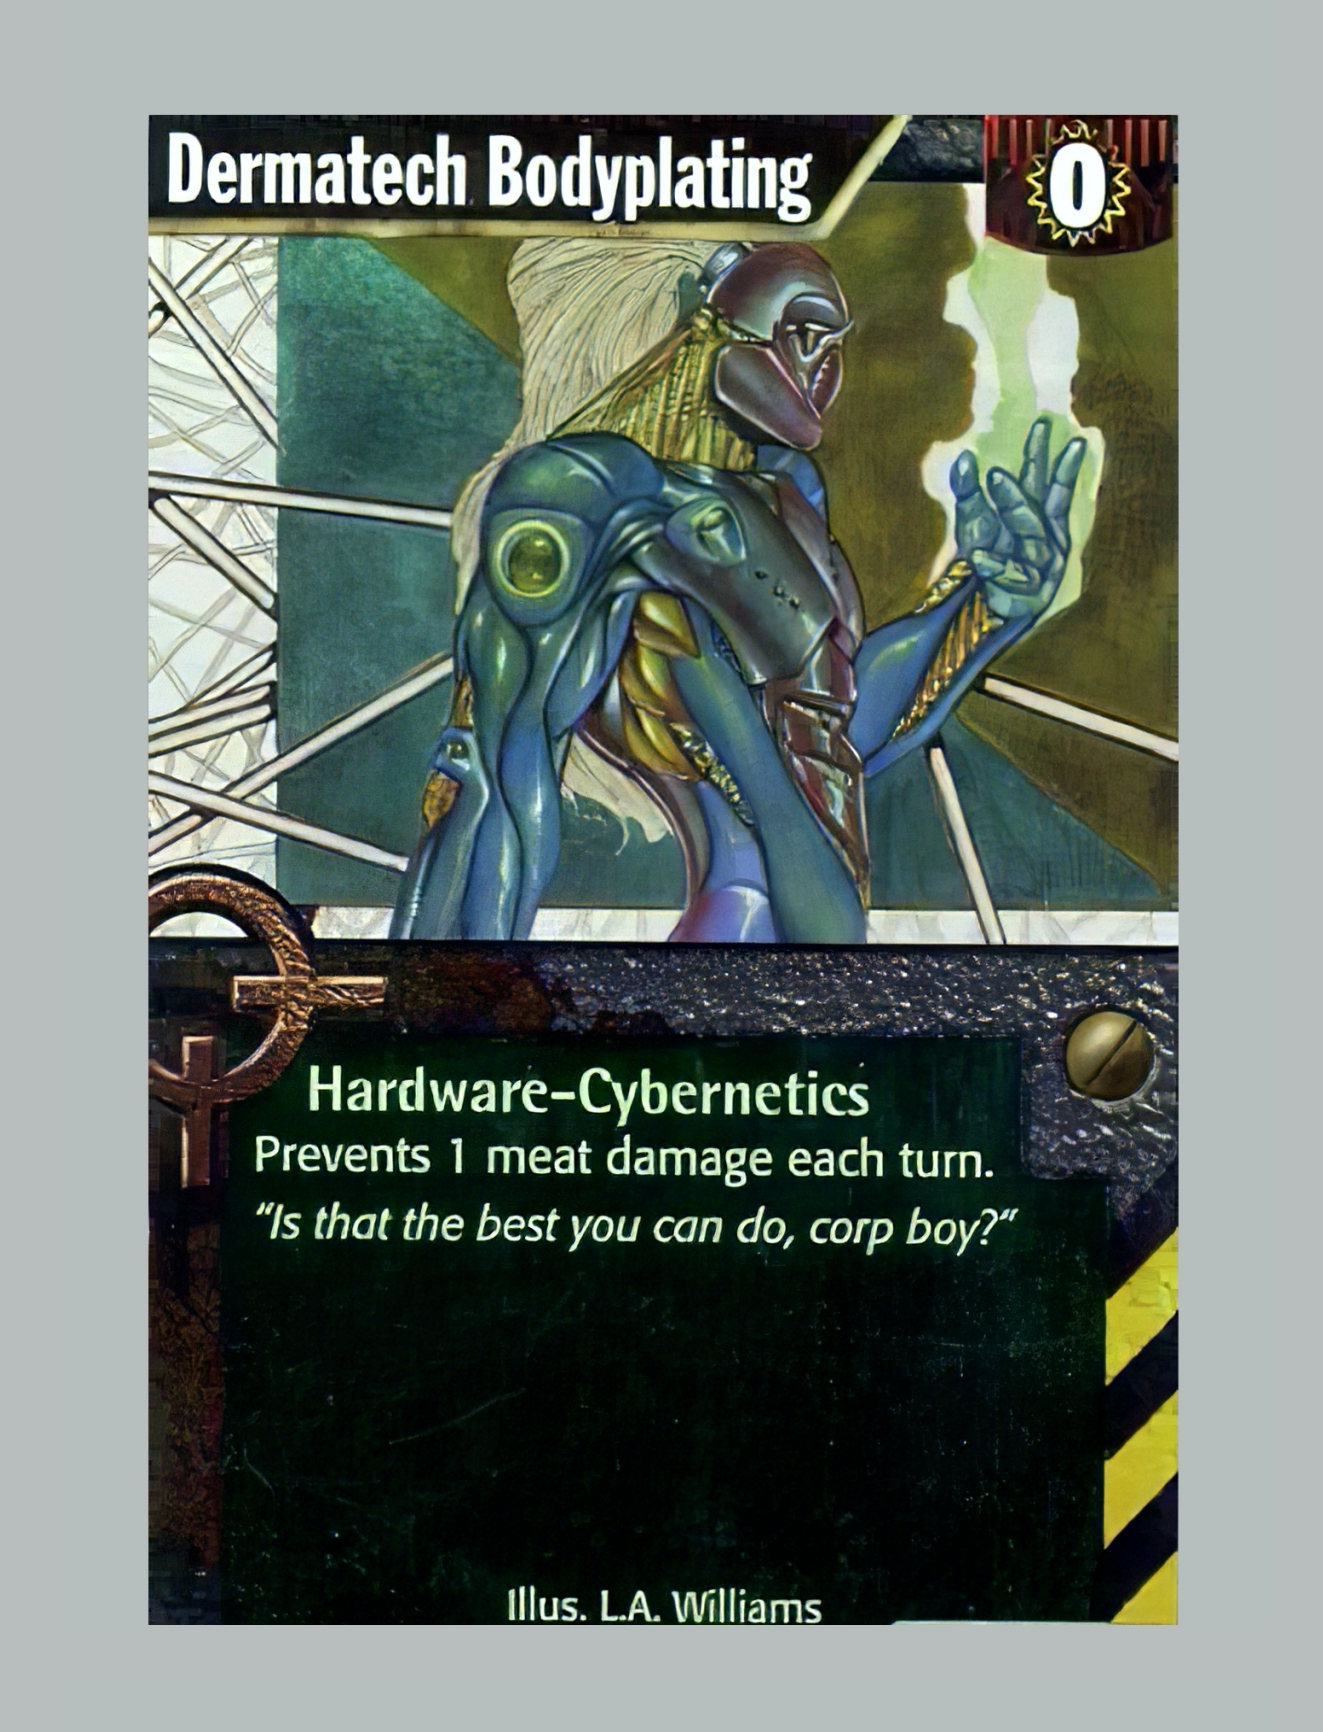 Dermatech Bodyplating
0
Hardware–Cybernetics
Prevents 1 meat damage each turn.
“Is that the best you can do, corp boy?“
Illus. L.A. Williams